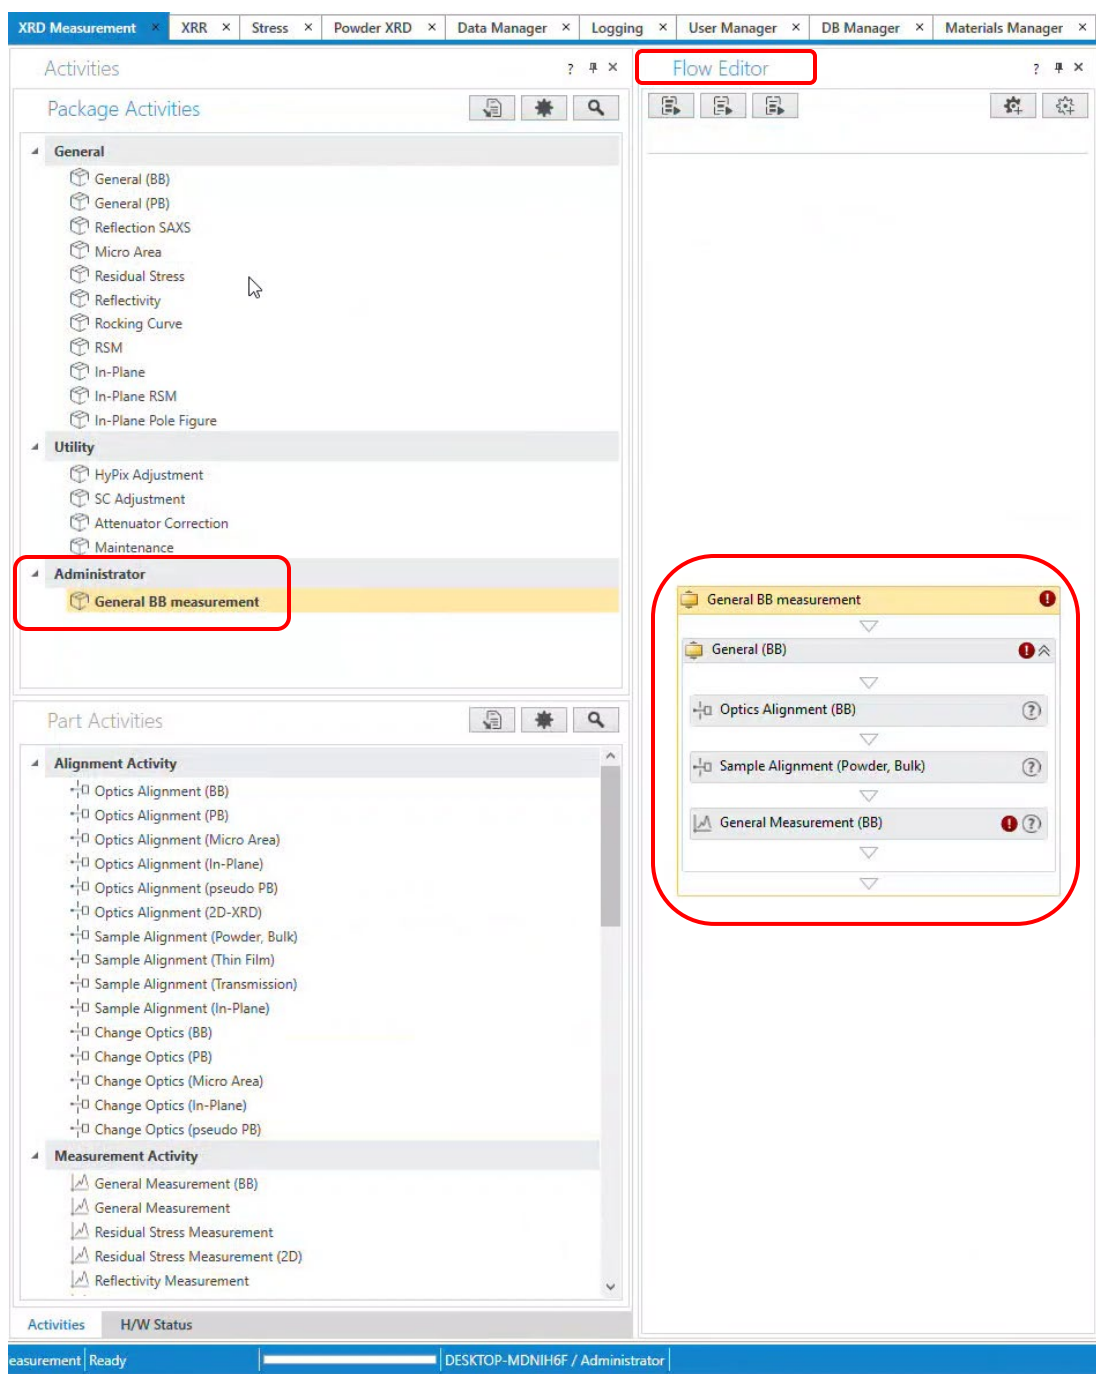 XRD Measurement × XRR × Stress × Powder XRD × Data Manager × Logging × User Manager × DB Manager × Materials Manager ×
Activities ? ×
Package Activities
General
General (BB)
General (PB)
Reflection SAXS
Micro Area
Residual Stress
Reflectivity
Rocking Curve
RSM
In-Plane
In-Plane RSM
In-Plane Pole Figure
Utility
HyPix Adjustment
SC Adjustment
Attenuator Correction
Maintenance
Administrator
General BB measurement
Part Activities
Alignment Activity
Optics Alignment (BB)
Optics Alignment (PB)
Optics Alignment (Micro Area)
Optics Alignment (In-Plane)
Optics Alignment (pseudo PB)
Optics Alignment (2D-XRD)
Sample Alignment (Powder, Bulk)
Sample Alignment (Thin Film)
Sample Alignment (Transmission)
Sample Alignment (In-Plane)
Change Optics (BB)
Change Optics (PB)
Change Optics (Micro Area)
Change Optics (In-Plane)
Change Optics (pseudo PB)
Measurement Activity
General Measurement (BB)
General Measurement
Residual Stress Measurement
Residual Stress Measurement (2D)
Reflectivity Measurement
Activities H/W Status
Flow Editor ? ×
General BB measurement !
General (BB) !
Optics Alignment (BB) ?
Sample Alignment (Powder, Bulk) ?
General Measurement (BB) ! ?
easurement Ready DESKTOP-MDNIH6F / Administrator